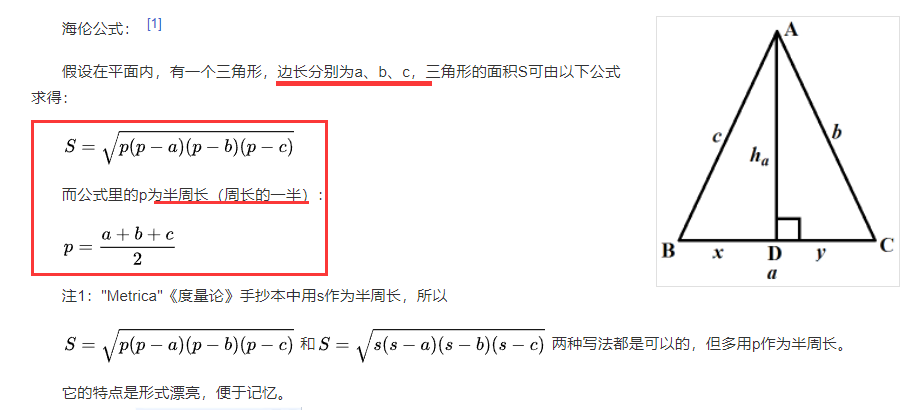 海伦公式： [1]
假设在平面内，有一个三角形，边长分别为a、b、c，三角形的面积S可由以下公式
求得：
S = √p(p − a)(p − b)(p − c)
而公式里的p为半周长（周长的一半）：
p = (a + b + c) / 2
注1："Metrica"《度量论》手抄本中用s作为半周长，所以
S = √p(p − a)(p − b)(p − c) 和 S = √s(s − a)(s − b)(s − c) 两种写法都是可以的，但多用p作为半周长。
它的特点是形式漂亮，便于记忆。
A
c
b
hₐ
B
x
D
y
C
a